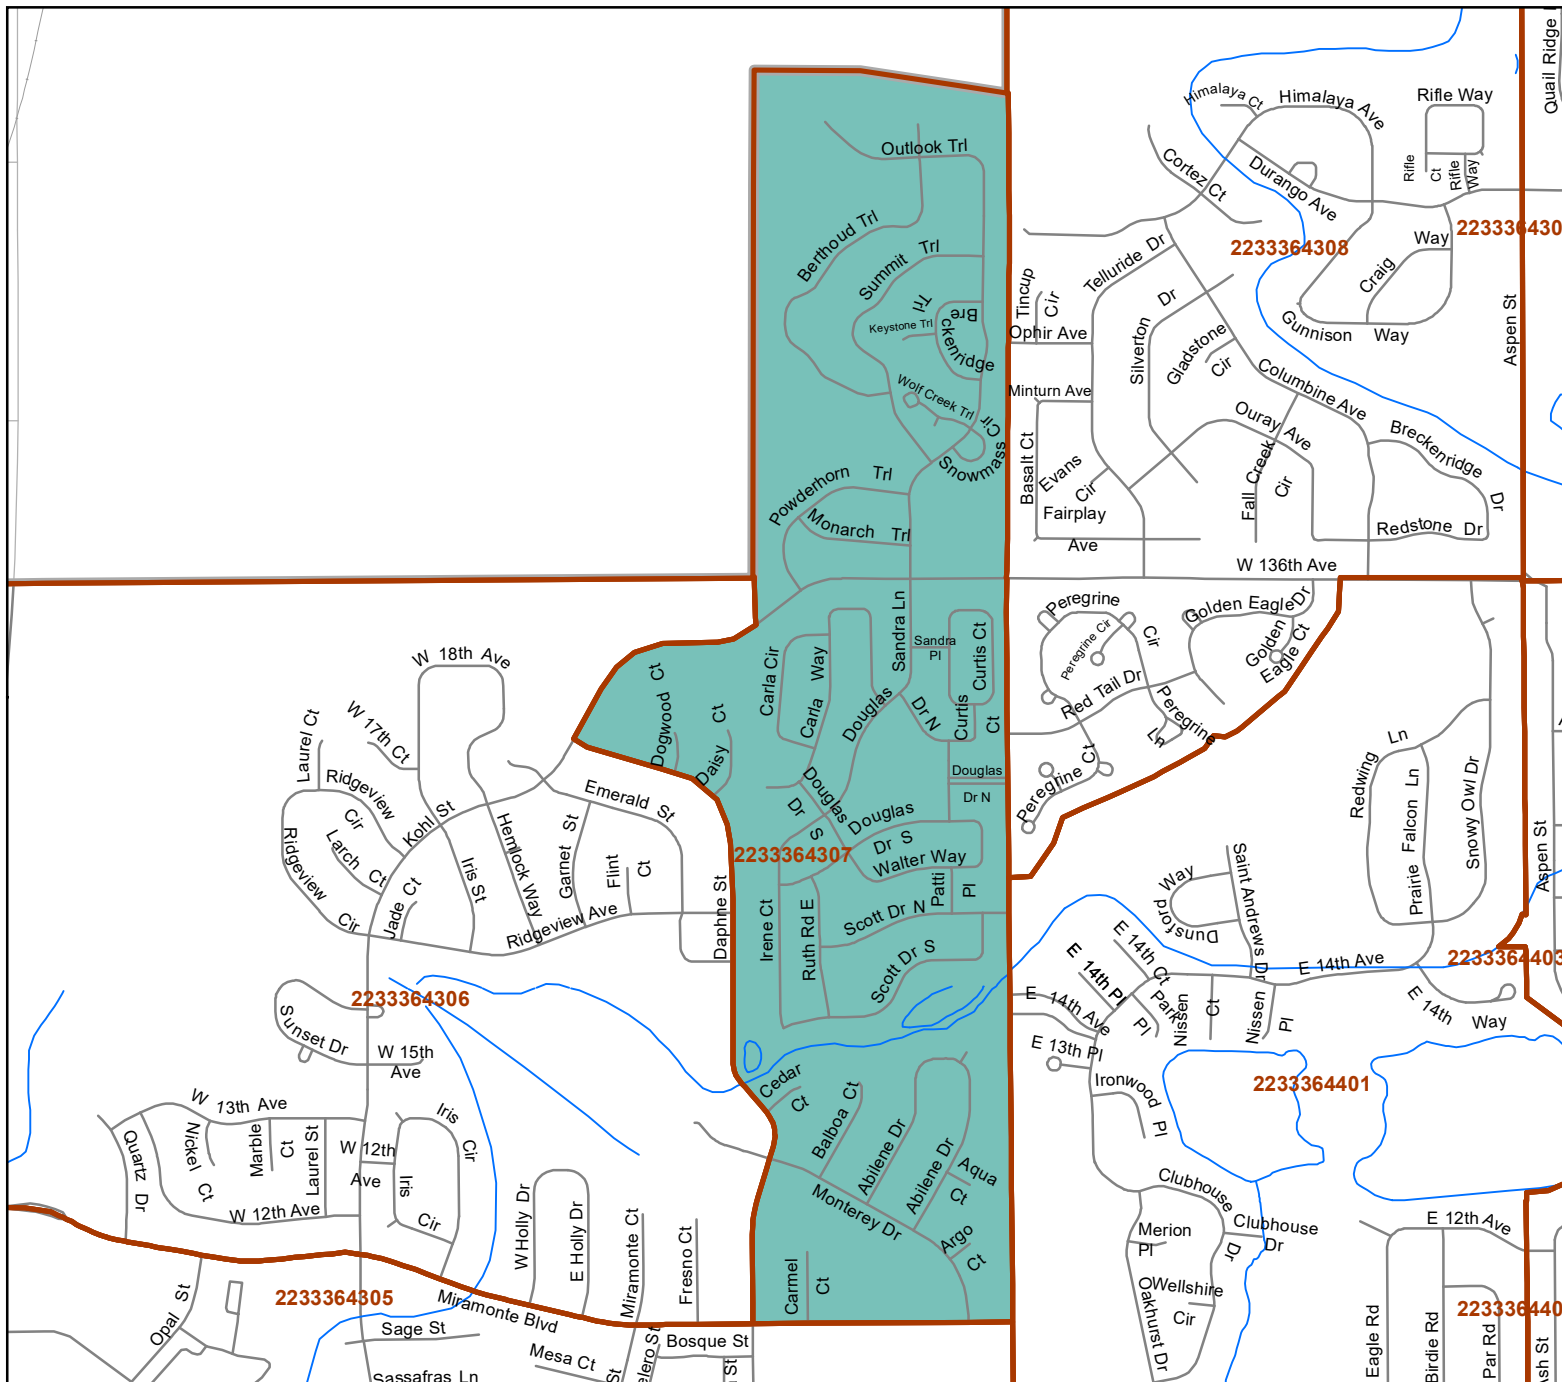 Quail Ridge
Himalaya Ct
Himalaya Ave
Rifle Way
Outlook Trl
Cortez Ct
Durango Ave
Rifle
Ct
Rifle
Way
Berthoud Trl
Summit Trl
Telluride Dr
2233364308
Way
Craig
Trl
Keystone Trl
Bre
ckenridge
Tincup
Cir
Ophir Ave
Silverton
Dr
Gladstone
Cir
Gunnison Way
Aspen St
Wolf Creek Trl
Minturn Ave
Columbine Ave
Ouray Ave
Breckenridge
Dr
Snowmass
Cir
Basalt Ct
Evans
Cir
Fairplay
Ave
Fall Creek
Cir
Redstone Dr
Powderhorn Trl
Monarch Trl
W 136th Ave
Sandra Ln
Sandra
Pl
Curtis Ct
Curtis
Ct
Peregrine
Cir
Peregrine Cir
Golden Eagle Dr
Golden
Eagle Ct
Red Tail Dr
Peregrine
Ln
Peregrine Ct
W 18th Ave
W 17th Ct
Laurel Ct
Dogwood Ct
Daisy Ct
Carla Cir
Carla Way
Douglas
Dr N
Douglas
Dr N
Redwing
Ln
Prairie Falcon Ln
Snowy Owl Dr
Aspen St
Ridgeview
Cir
Larch Ct
Ridgeview
Cir
Kohl St
Emerald St
Douglas
Dr S
Douglas
Dr S
2233364307
Walter Way
Patti
Pl
Hemlock Way
Iris St
Garnet St
Flint
Ct
Jade Ct
Ridgeview Ave
Daphne St
Irene Ct
Ruth Rd E
Scott Dr N
Scott Dr S
Way
Dunsford
Saint Andrews Dr
E 14th Ct
E 14th Pl
E 14th Ave
E 14th Ave
Park
Pl
Nissen
Ct
Nissen
Pl
E 14th
Way
E 13th Pl
Ironwood Pl
2233364401
2233364403
2233364306
Sunset Dr
W 15th
Ave
Cedar
Ct
Balboa Ct
Abilene Dr
Abilene Dr
Aqua
Ct
Monterey Dr
Argo
Ct
Carmel
Ct
W 13th Ave
Quartz Dr
Nickel Ct
Marble
Ct
Laurel St
W 12th
Ave
W 12th Ave
Iris
Cir
Iris
Cir
W Holly Dr
E Holly Dr
Miramonte Ct
Fresno Ct
Clubhouse
Dr
Clubhouse
Dr
Merion
Pl
Oakhurst Dr
Wellshire
Cir
E 12th Ave
Eagle Rd
Birdie Rd
Par Rd
2233364305
Opal St
Miramonte Blvd
Sage St
Mesa Ct
Bosque St
St
St
Sassafras Ln